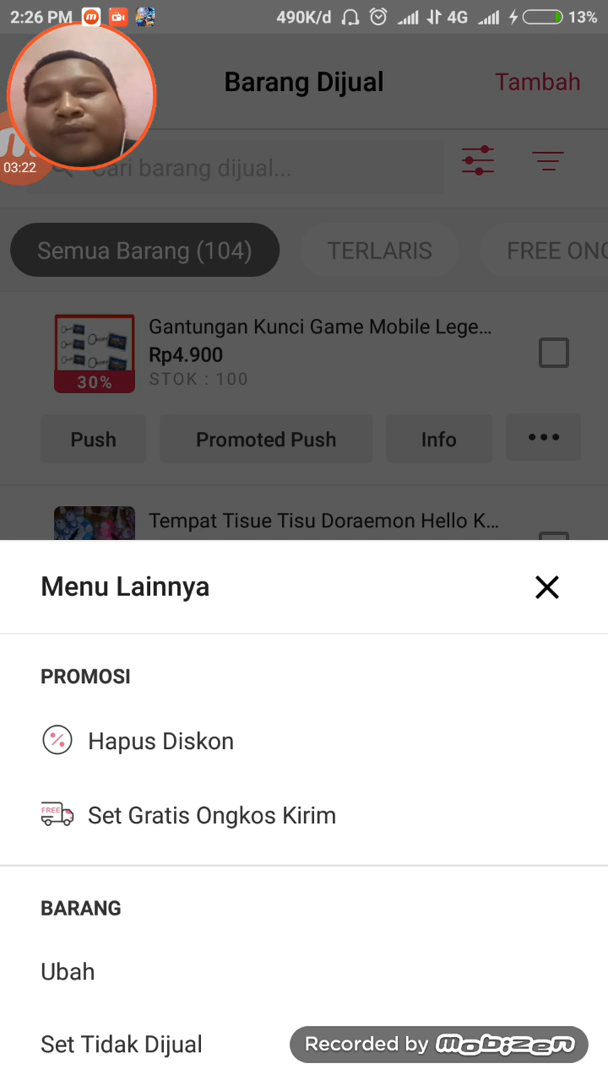 2:26 PM 490K/d 4G 13%
Barang Dijual
Tambah
03:22
Cari barang dijual...
Semua Barang (104)
TERLARIS
FREE ONG
Gantungan Kunci Game Mobile Lege...
Rp4.900
STOK : 100
30%
Push
Promoted Push
Info
Tempat Tisue Tisu Doraemon Hello K...
Menu Lainnya
PROMOSI
Hapus Diskon
FREE
Set Gratis Ongkos Kirim
BARANG
Ubah
Set Tidak Dijual
Recorded by mobizen